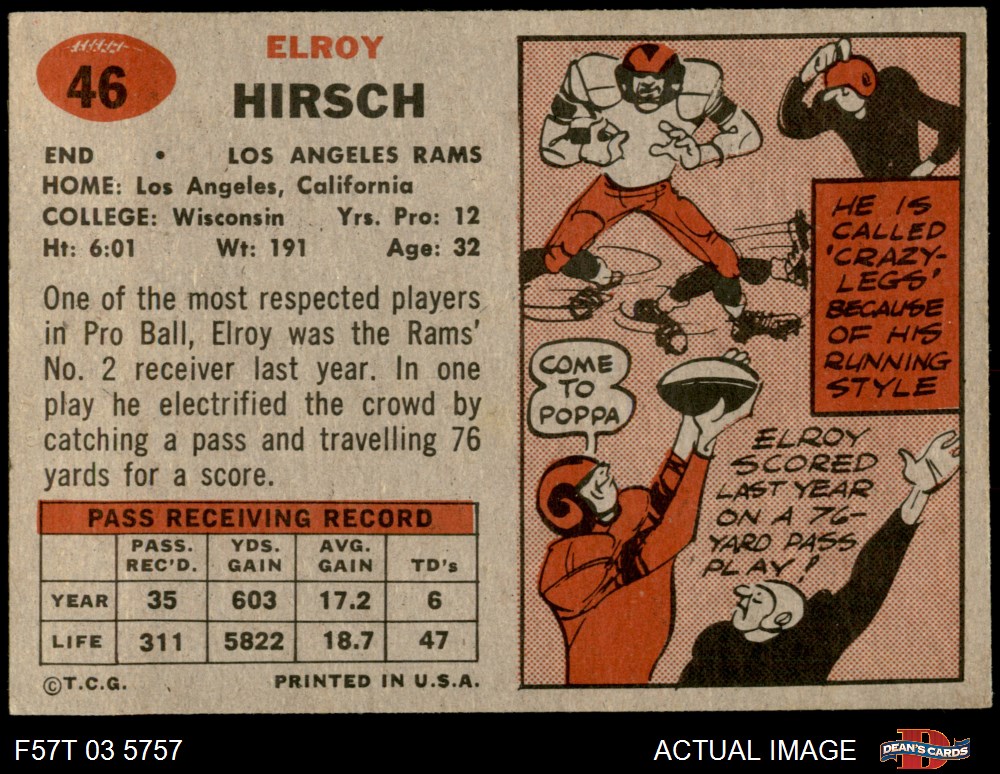 46
ELROY
HIRSCH
END • LOS ANGELES RAMS
HOME: Los Angeles, California
COLLEGE: Wisconsin Yrs. Pro: 12
Ht: 6:01 Wt: 191 Age: 32
One of the most respected players
in Pro Ball, Elroy was the Rams'
No. 2 receiver last year. In one
play he electrified the crowd by
catching a pass and travelling 76
yards for a score.
PASS RECEIVING RECORD
PASS. REC'D. YDS. GAIN AVG. GAIN TD's
YEAR 35 603 17.2 6
LIFE 311 5822 18.7 47
©T.C.G. PRINTED IN U.S.A.
HE IS
CALLED
'CRAZY-
LEGS'
BECAUSE
OF HIS
RUNNING
STYLE
COME
TO
POPPA
ELROY
SCORED
LAST YEAR
ON A 76-
YARD PASS
PLAY!
F57T 03 5757 ACTUAL IMAGE DEAN'S CARDS